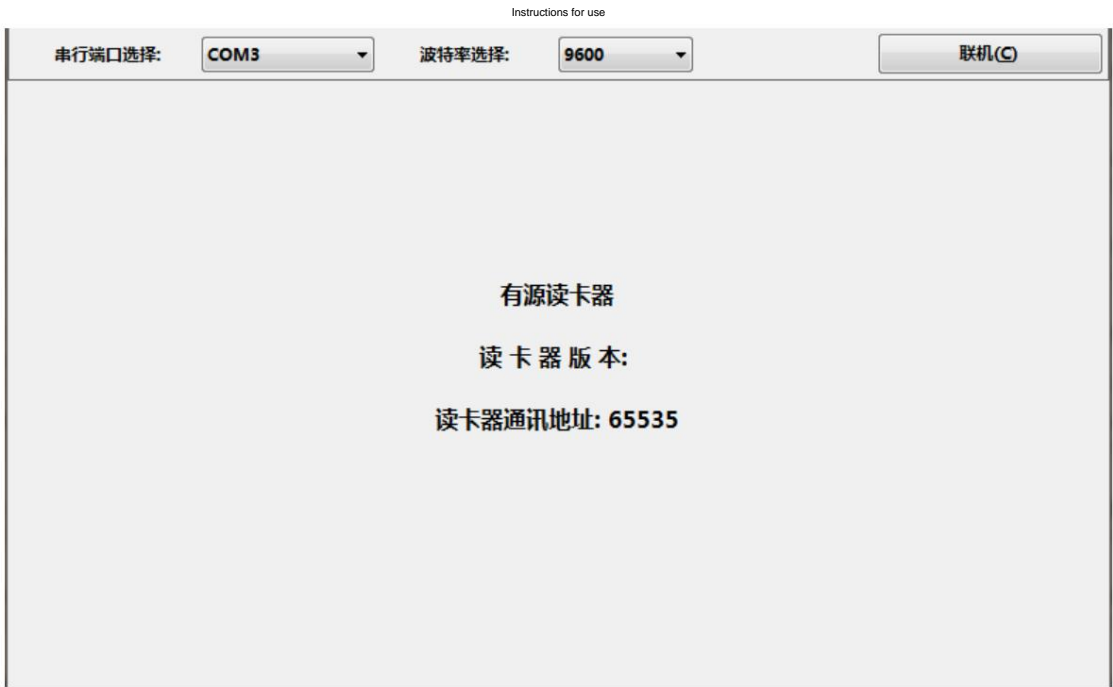 Instructions for use
串行端口选择: COM3 波特率选择: 9600 联机(C)
有源读卡器
读 卡 器 版 本:
读卡器通讯地址: 65535